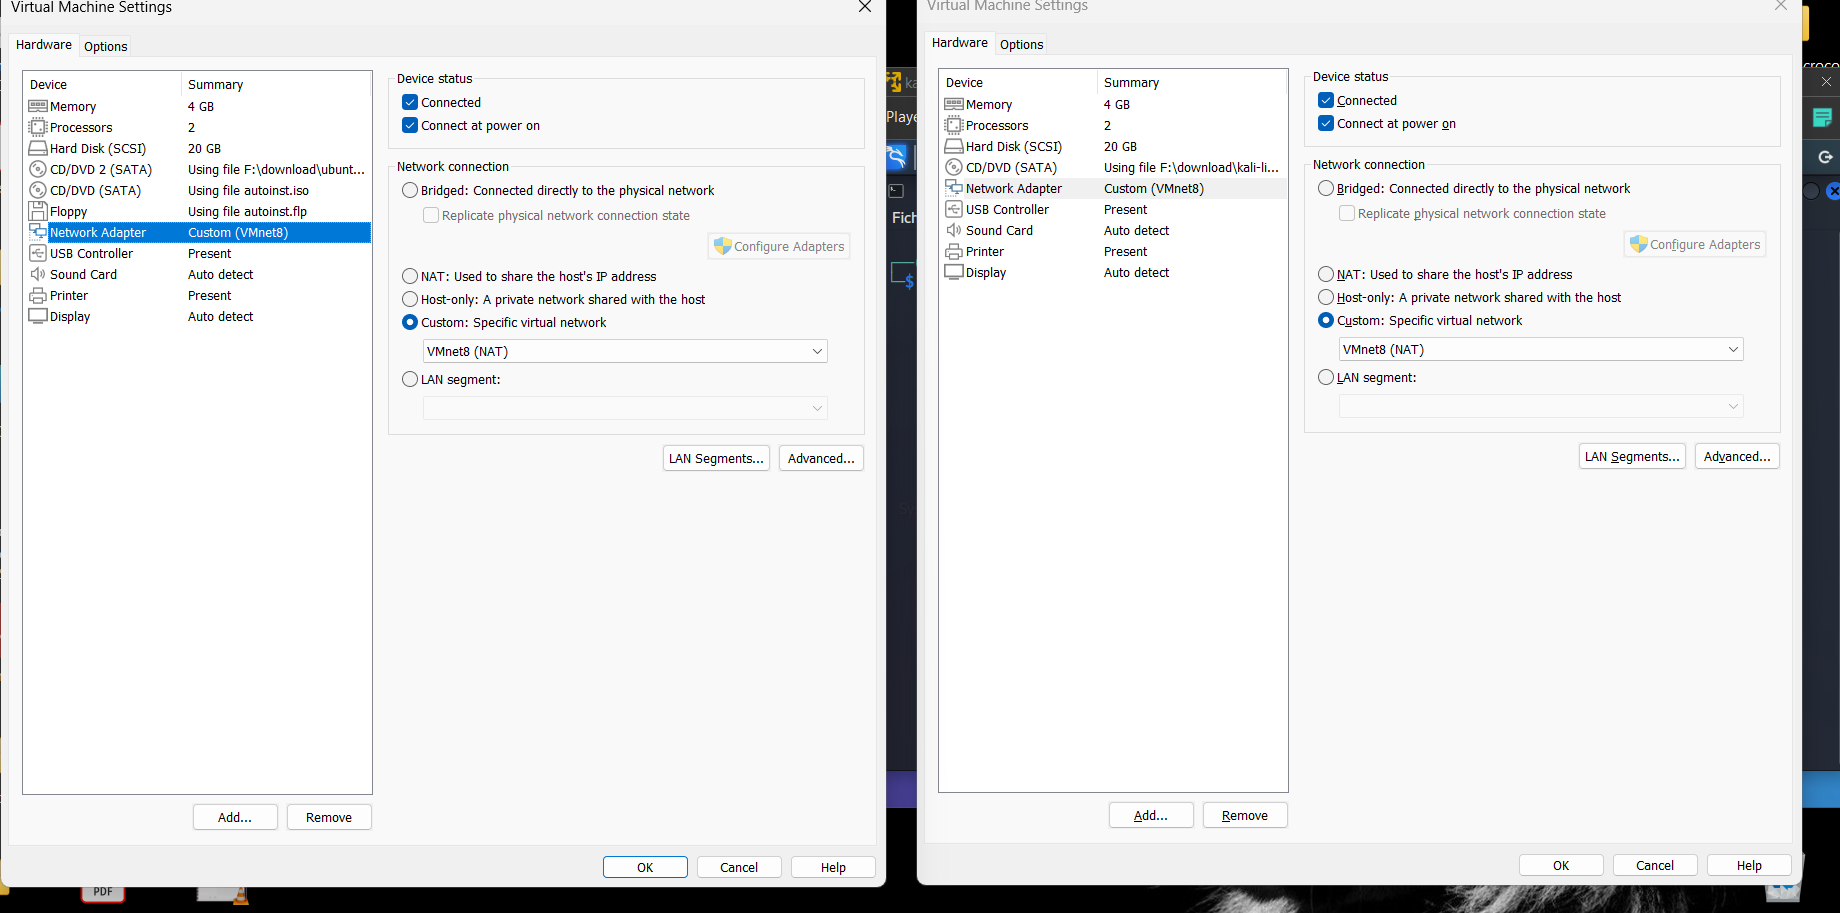 Virtual Machine Settings
Hardware
Options
Device Summary
Memory 4 GB
Processors 2
Hard Disk (SCSI) 20 GB
CD/DVD 2 (SATA) Using file F:\download\ubunt...
CD/DVD (SATA) Using file autoinst.iso
Floppy Using file autoinst.flp
Network Adapter Custom (VMnet8)
USB Controller Present
Sound Card Auto detect
Printer Present
Display Auto detect
Add...
Remove
Device status
Connected
Connect at power on
Network connection
Bridged: Connected directly to the physical network
Replicate physical network connection state
Configure Adapters
NAT: Used to share the host's IP address
Host-only: A private network shared with the host
Custom: Specific virtual network
VMnet8 (NAT)
LAN segment:
LAN Segments...
Advanced...
OK
Cancel
Help
PDF
ka
Playe
Fich
$
Virtual Machine Settings
Hardware
Options
Device Summary
Memory 4 GB
Processors 2
Hard Disk (SCSI) 20 GB
CD/DVD (SATA) Using file F:\download\kali-li...
Network Adapter Custom (VMnet8)
USB Controller Present
Sound Card Auto detect
Printer Present
Display Auto detect
Add...
Remove
Device status
Connected
Connect at power on
Network connection
Bridged: Connected directly to the physical network
Replicate physical network connection state
Configure Adapters
NAT: Used to share the host's IP address
Host-only: A private network shared with the host
Custom: Specific virtual network
VMnet8 (NAT)
LAN segment:
LAN Segments...
Advanced...
OK
Cancel
Help